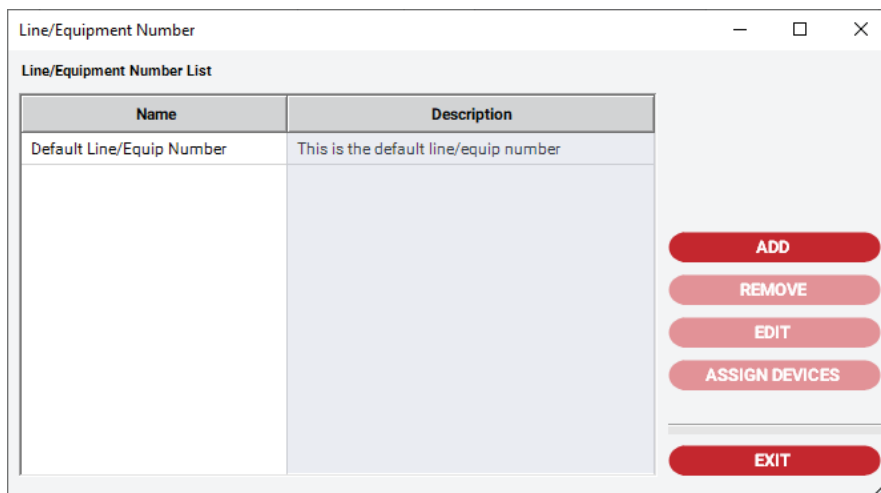 Line/Equipment Number
Line/Equipment Number List
Name Description
Default Line/Equip Number This is the default line/equip number
ADD
REMOVE
EDIT
ASSIGN DEVICES
EXIT